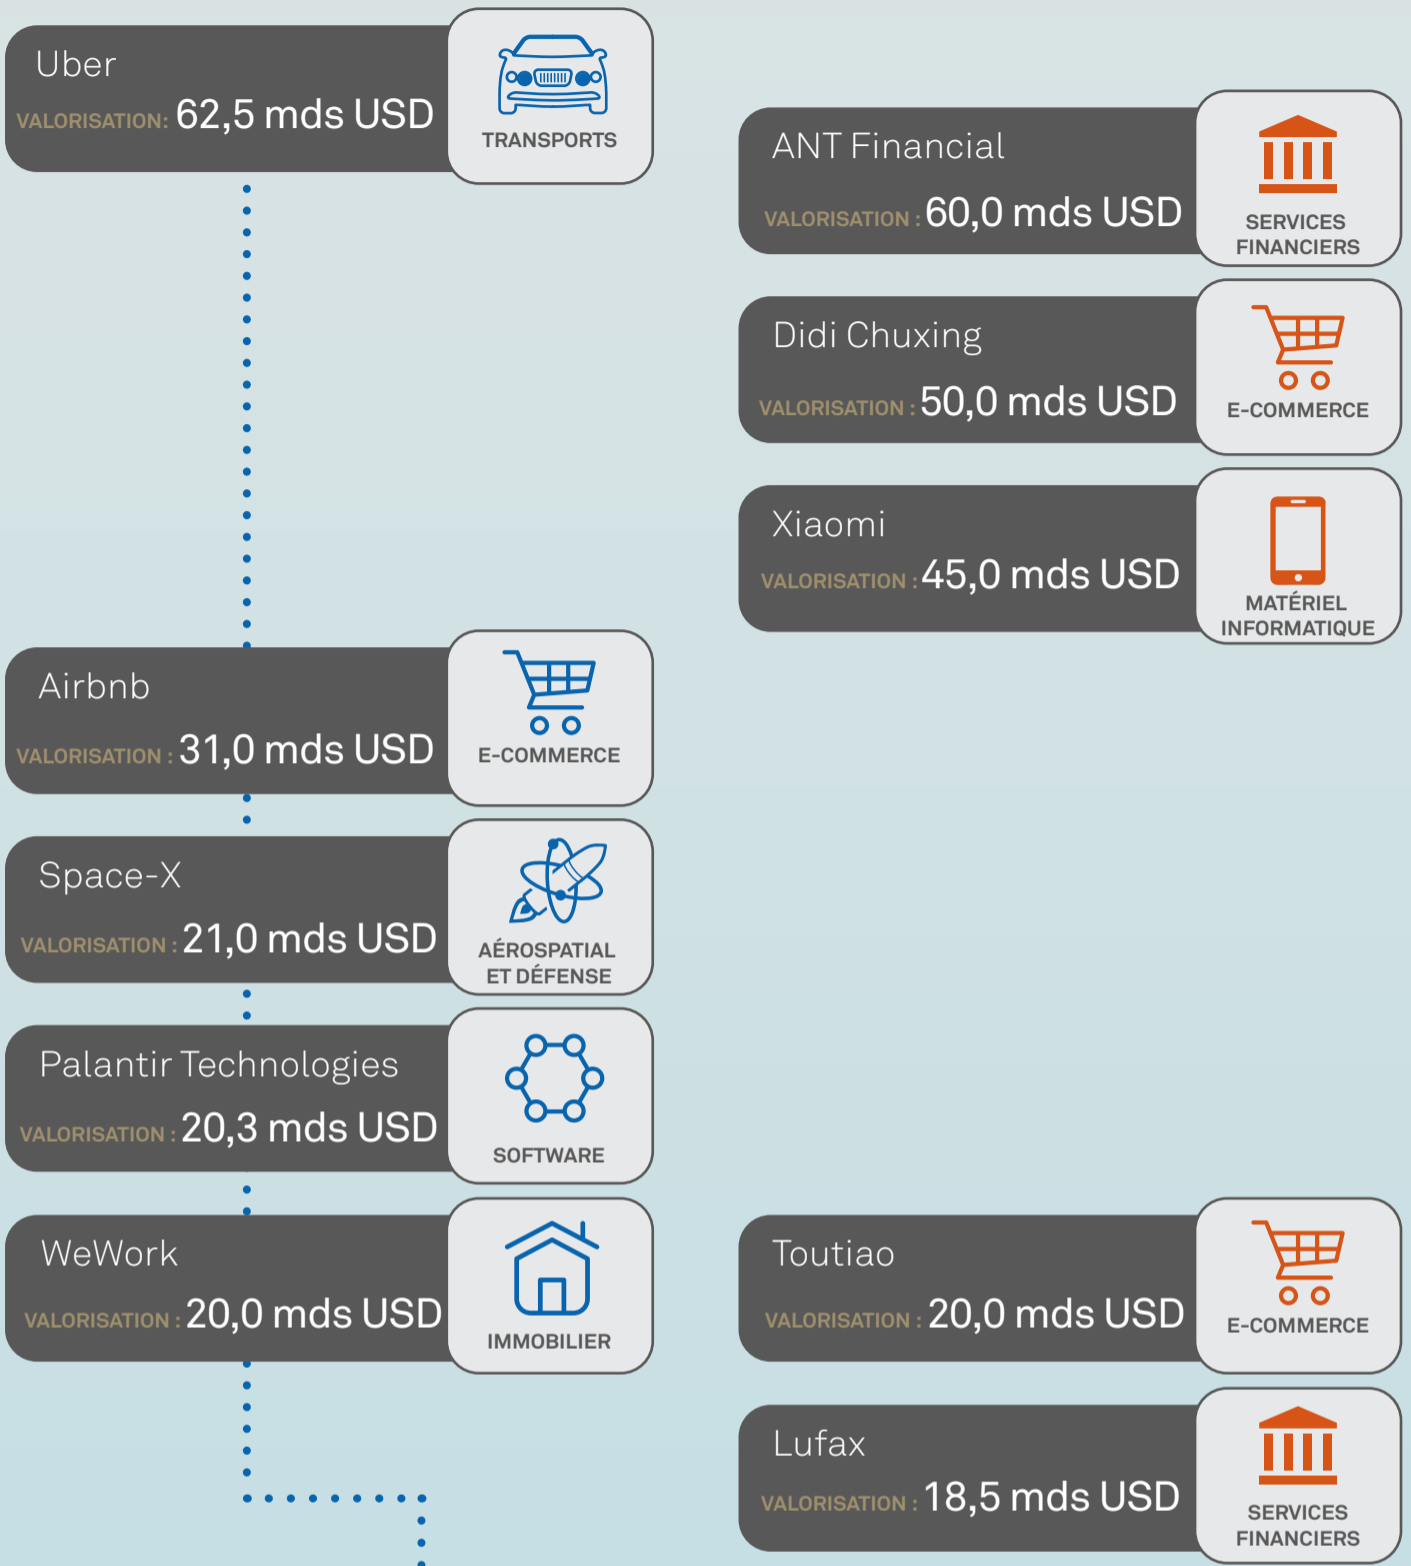 Uber
VALORISATION: 62,5 mds USD
TRANSPORTS
ANT Financial
VALORISATION : 60,0 mds USD
SERVICES
FINANCIERS
Didi Chuxing
VALORISATION : 50,0 mds USD
E-COMMERCE
Xiaomi
VALORISATION : 45,0 mds USD
MATÉRIEL
INFORMATIQUE
Airbnb
VALORISATION : 31,0 mds USD
E-COMMERCE
Space-X
VALORISATION : 21,0 mds USD
AÉROSPATIAL
ET DÉFENSE
Palantir Technologies
VALORISATION : 20,3 mds USD
SOFTWARE
WeWork
VALORISATION : 20,0 mds USD
IMMOBILIER
Toutiao
VALORISATION : 20,0 mds USD
E-COMMERCE
Lufax
VALORISATION : 18,5 mds USD
SERVICES
FINANCIERS